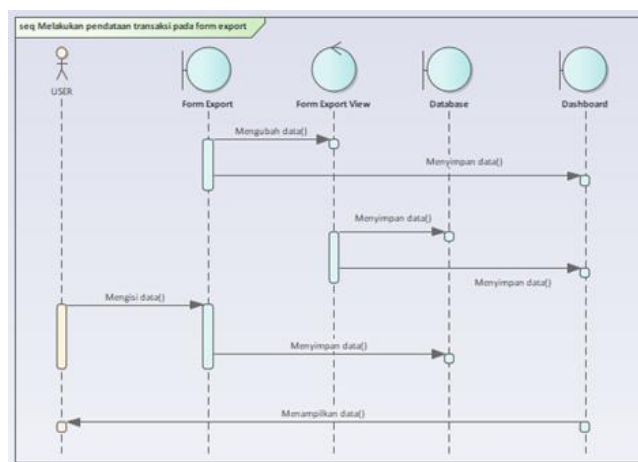 seq Melakukan pendataan transaksi pada form export
USER
Form Export
Form Export View
Database
Dashboard
Mengubah data()
Menyimpan data()
Menyimpan data()
Menyimpan data()
Mengisi data()
Menyimpan data()
Menampilkan data()